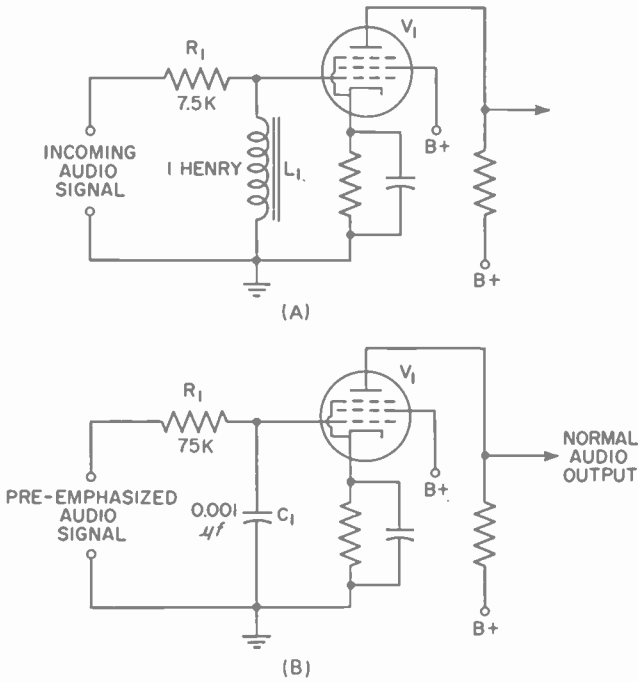 V1
R1
7.5K
INCOMING
AUDIO
SIGNAL
1 HENRY
L1
B+
B+
(A)
V1
R1
75K
NORMAL
AUDIO
OUTPUT
PRE-EMPHASIZED
AUDIO
SIGNAL
0.001
μf
C1
B+
B+
(B)